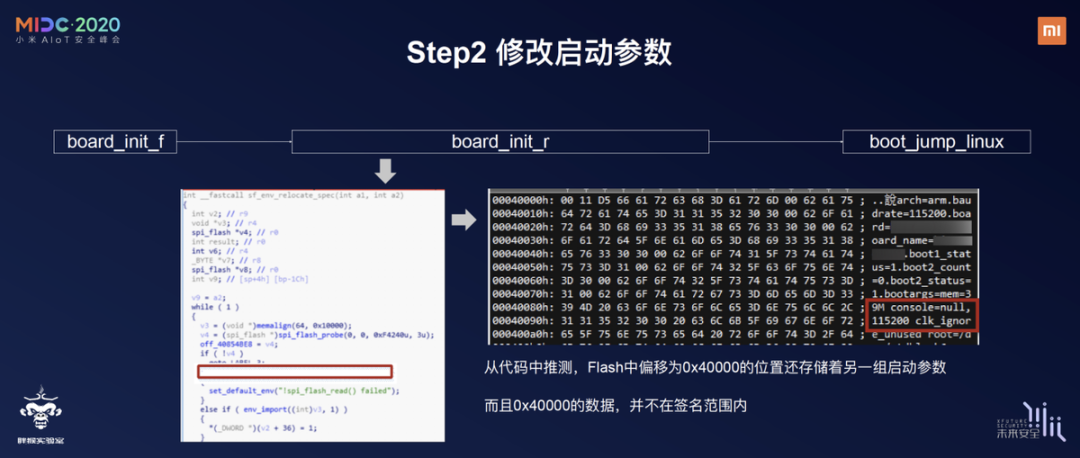 MIDC·2020
小米 AIoT 安全峰会
mi
Step2 修改启动参数
board_init_f
board_init_r
boot_jump_linux
int __fastcall sf_env_relocate_spec(int a1, int a2)
{
int v2; // r9
void *v3; // r4
spi_flash *v4; // r0
int result; // r0
int v6; // r4
_BYTE *v7; // r8
spi_flash *v8; // r0
int v9; // [sp+4h] [bp-1Ch]
v9 = a2;
while ( 1 )
{
v3 = (void *)memalign(64, 0x10000);
v4 = (spi_flash *)spi_flash_probe(0, 0, 0xF4240u, 3u);
off_408548E8 = v4;
if ( !v4 )
set_default_env("!spi_flash_read() failed");
}
else if ( env_import((int)v3, 1) )
{
*(_DWORD *)(v2 + 36) = 1;
}
00040000h: 00 11 D5 66 61 72 63 68 3D 61 72 6D 00 62 61 75 ; ..說arch=arm.bau
00040010h: 64 72 61 74 65 3D 31 31 35 32 30 30 00 62 6F 61 ; drate=115200.boa
00040020h: 72 64 3D 68 69 33 35 31 38 65 76 33 30 30 00 62 ; rd=
00040030h: 6F 61 72 64 5F 6E 61 6D 65 3D 68 69 33 35 31 38 ; oard_name=
00040040h: 65 76 33 30 30 00 62 6F 6F 74 31 5F 73 74 61 74 ; .boot1_stat
00040050h: 75 73 3D 31 00 62 6F 6F 74 32 5F 63 6F 75 6E 74 ; us=1.boot2_count
00040060h: 3D 30 00 62 6F 6F 74 32 5F 73 74 61 74 75 73 3D ; =0.boot2_status=
00040070h: 31 00 62 6F 6F 74 61 72 67 73 3D 6D 65 6D 3D 33 ; 1.bootargs=mem=3
00040080h: 39 4D 20 63 6F 6E 73 6F 6C 65 3D 6E 75 6C 6C 2C ; 9M console=null,
00040090h: 31 31 35 32 30 30 20 63 6C 6B 5F 69 67 6E 6F 72 ; 115200 clk_ignor
000400a0h: 65 5F 75 6E 75 73 65 64 20 72 6F 6F 74 3D 2F 64 ; e_unused root=/d
从代码中推测，Flash中偏移为0x40000的位置还存储着另一组启动参数
而且0x40000的数据，并不在签名范围内
胖猴实验室
XFUTURE
SECURITY
未来安全